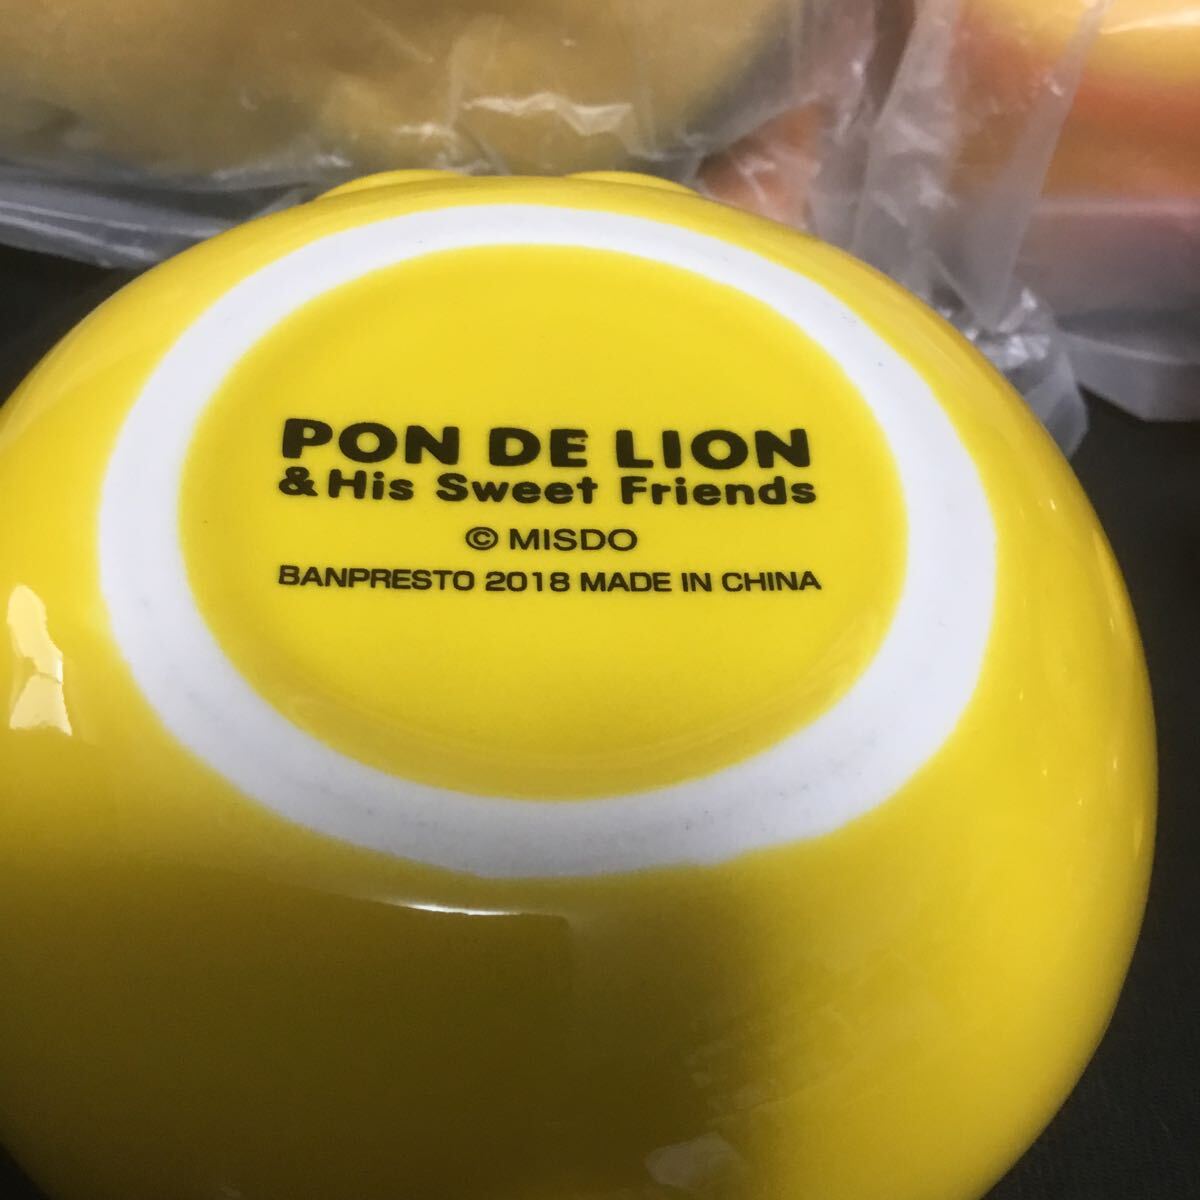 PON DE LION
& His Sweet Friends
© MISDO
BANPRESTO 2018 MADE IN CHINA